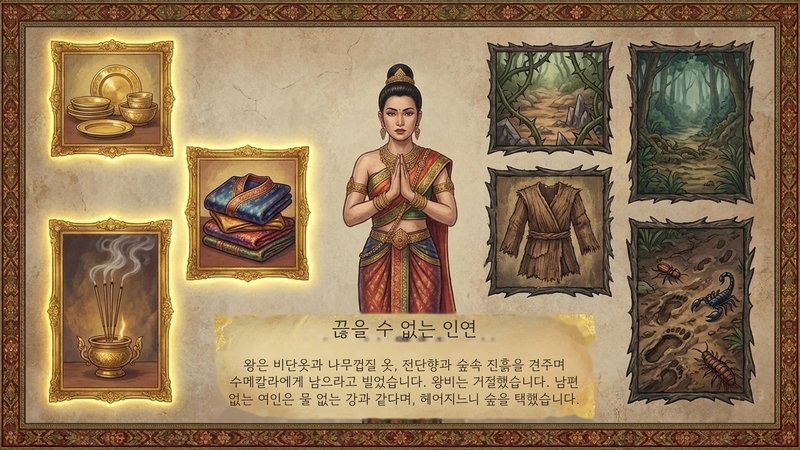 끊을 수 없는 인연
왕은 비단옷과 나무껍질 옷, 전단향과 숲속 진흙을 견주며
수메칼라에게 남으라고 빌었습니다. 왕비는 거절했습니다. 남편
없는 여인은 물 없는 강과 같다며, 헤어지느니 숲을 택했습니다.